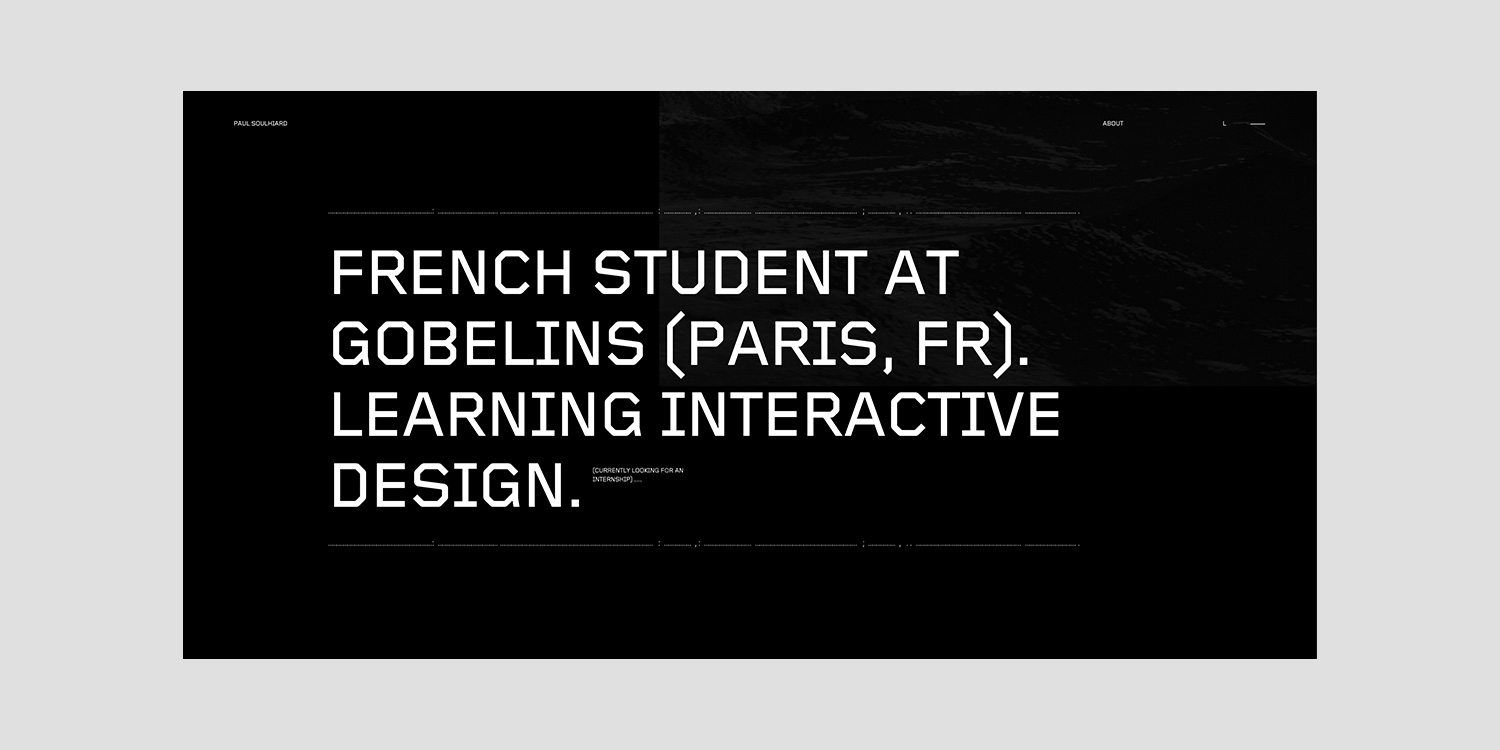 PAUL SOULHIARD
ABOUT
L
FRENCH STUDENT AT
GOBELINS (PARIS, FR).
LEARNING INTERACTIVE
DESIGN.
(CURRENTLY LOOKING FOR AN
INTERNSHIP).....